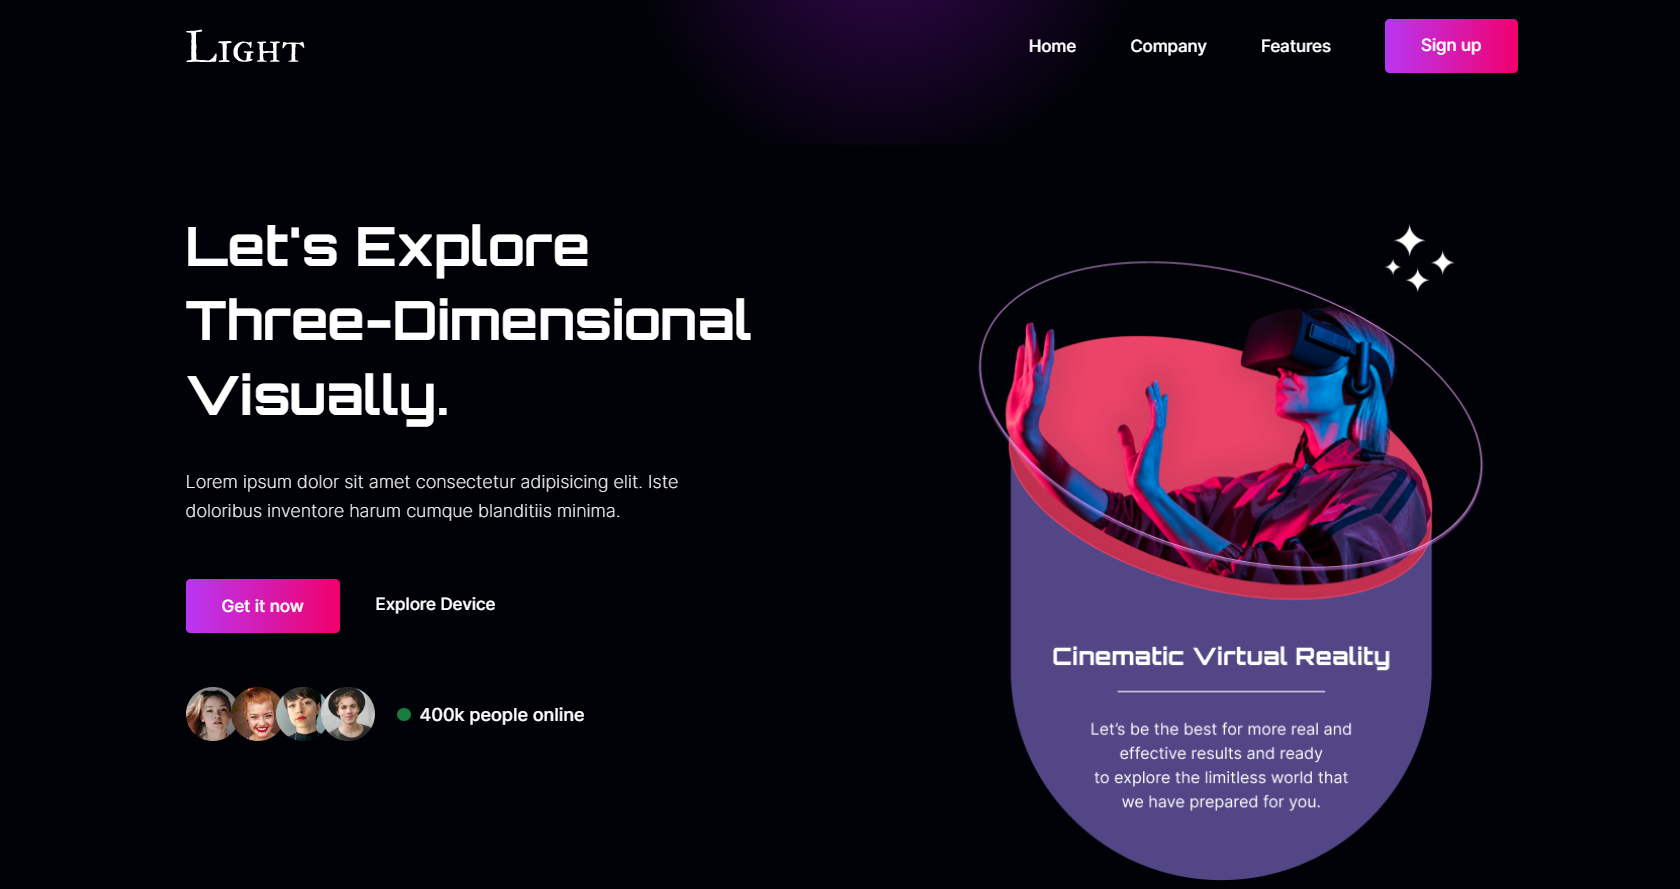 Light
Home
Company
Features
Sign up
Let's Explore
Three-Dimensional
Visually.
Lorem ipsum dolor sit amet consectetur adipisicing elit. Iste
doloribus inventore harum cumque blanditiis minima.
Get it now
Explore Device
400k people online
Cinematic Virtual Reality
Let's be the best for more real and
effective results and ready
to explore the limitless world that
we have prepared for you.